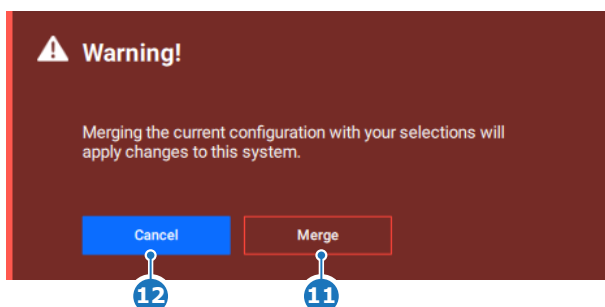 Warning!
Merging the current configuration with your selections will
apply changes to this system.
Cancel Merge
12 11